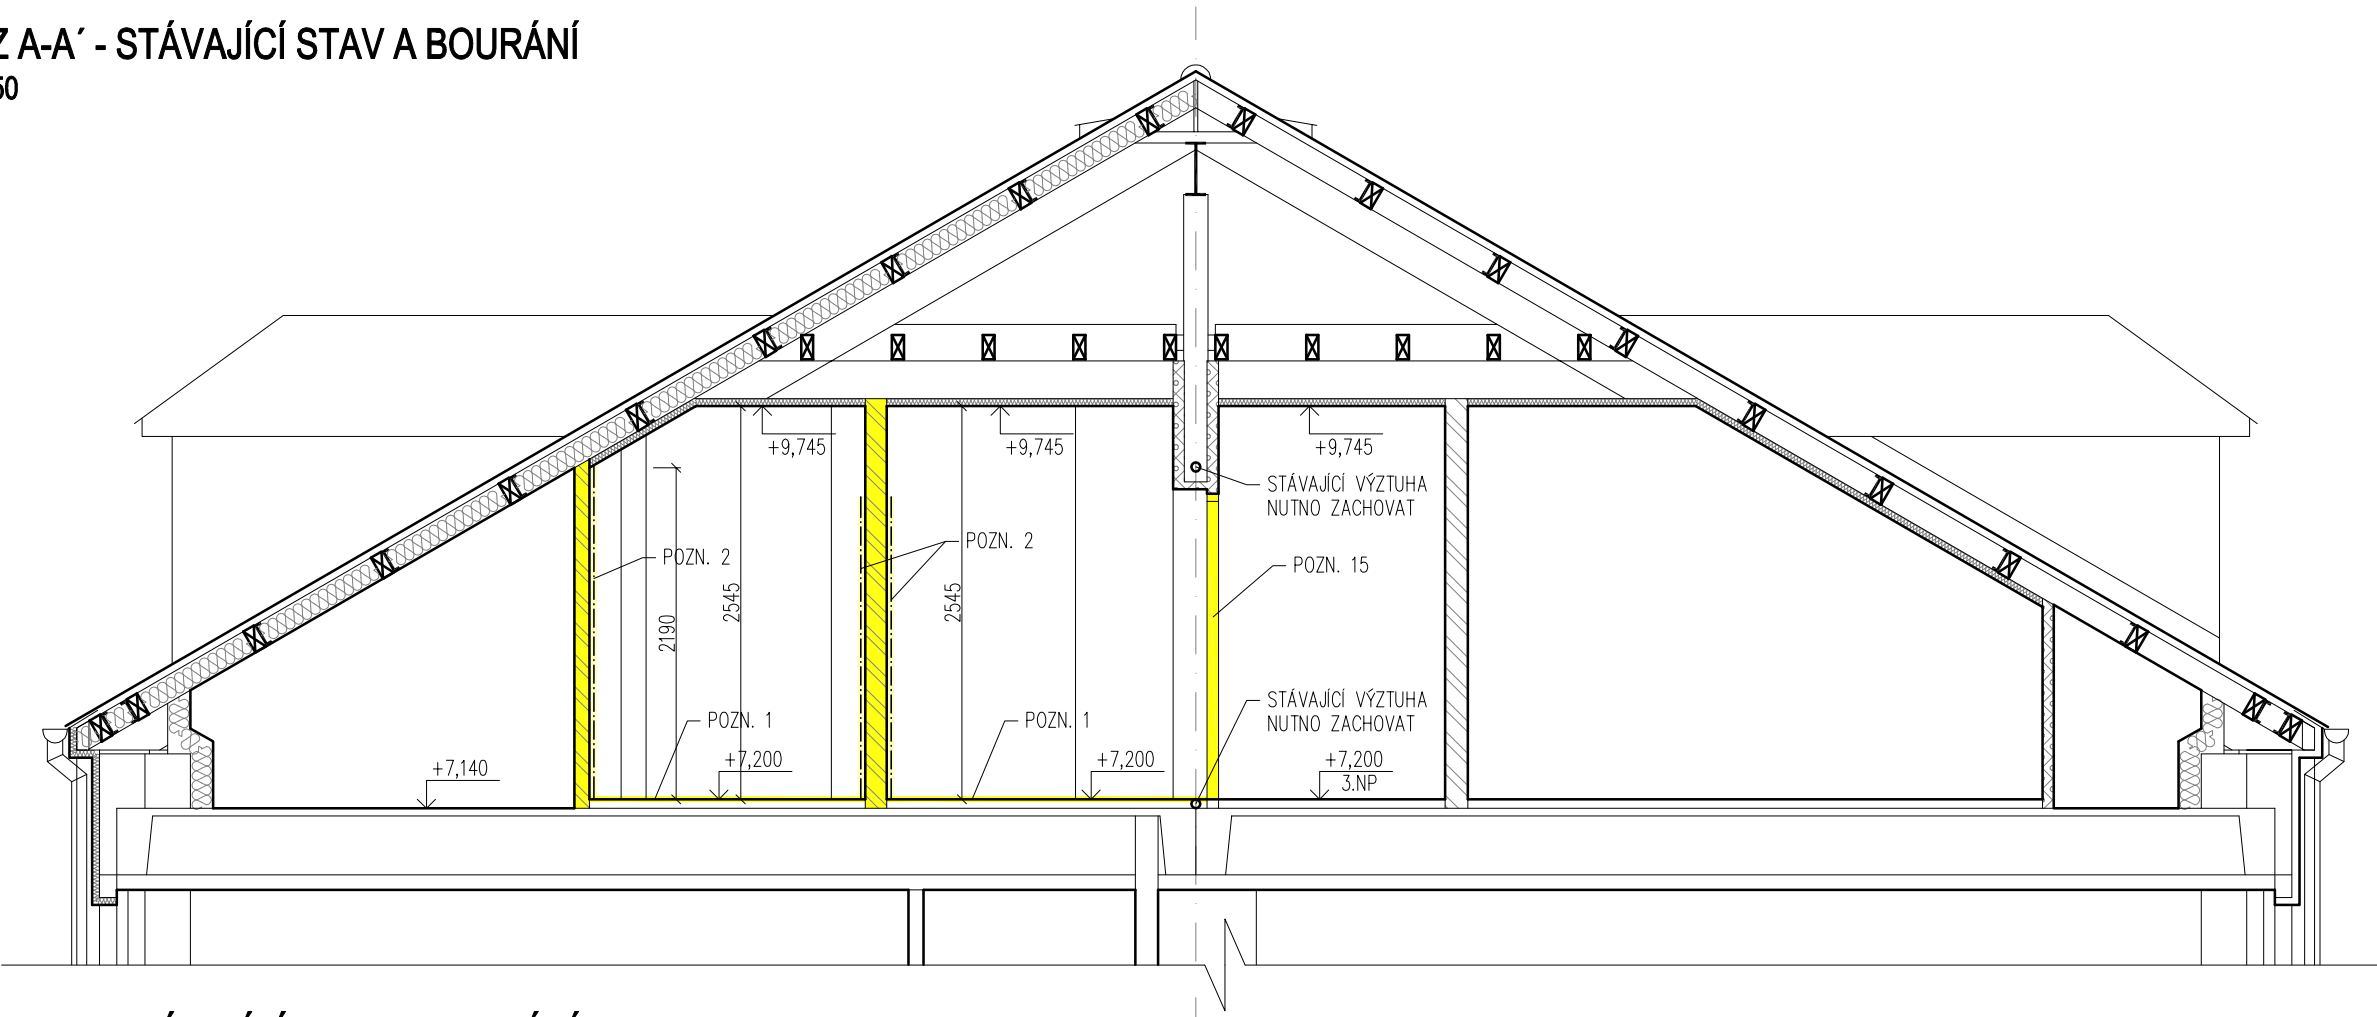 Z A-A´ - STÁVAJÍCÍ STAV A BOURÁNÍ
50
+9,745
+9,745
+9,745
STÁVAJÍCÍ VÝZTUHA
NUTNO ZACHOVAT
POZN. 2
POZN. 2
POZN. 15
2190
2545
2545
STÁVAJÍCÍ VÝZTUHA
NUTNO ZACHOVAT
POZN. 1
POZN. 1
+7,140
+7,200
+7,200
+7,200
3.NP